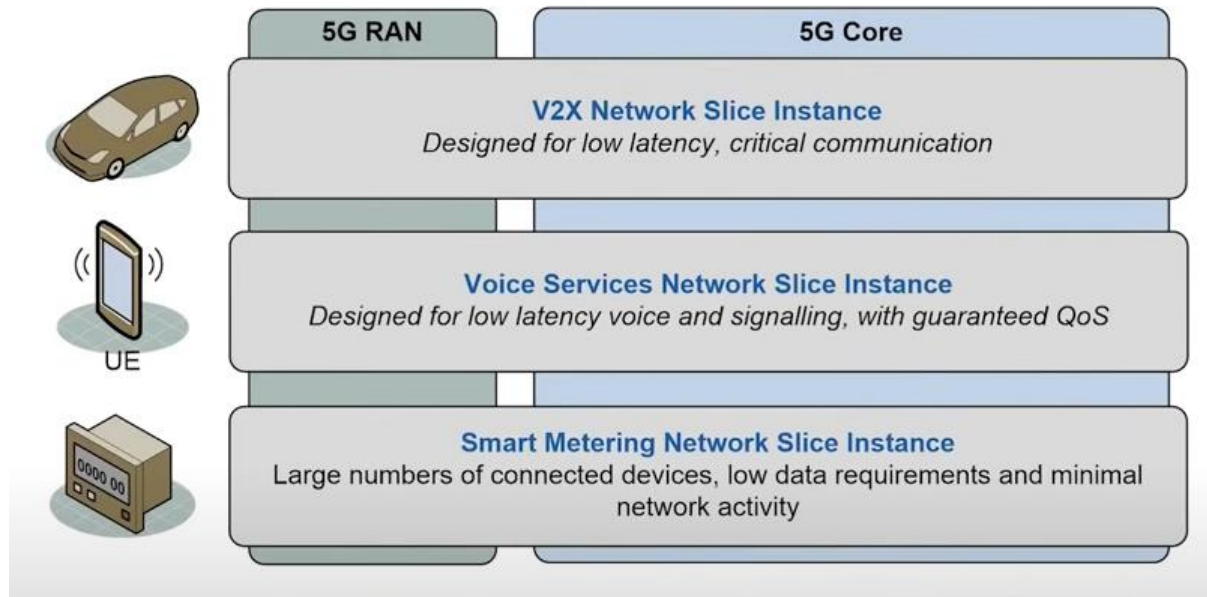 5G RAN
5G Core
V2X Network Slice Instance
Designed for low latency, critical communication
Voice Services Network Slice Instance
Designed for low latency voice and signalling, with guaranteed QoS
UE
Smart Metering Network Slice Instance
0000 00
Large numbers of connected devices, low data requirements and minimal
network activity